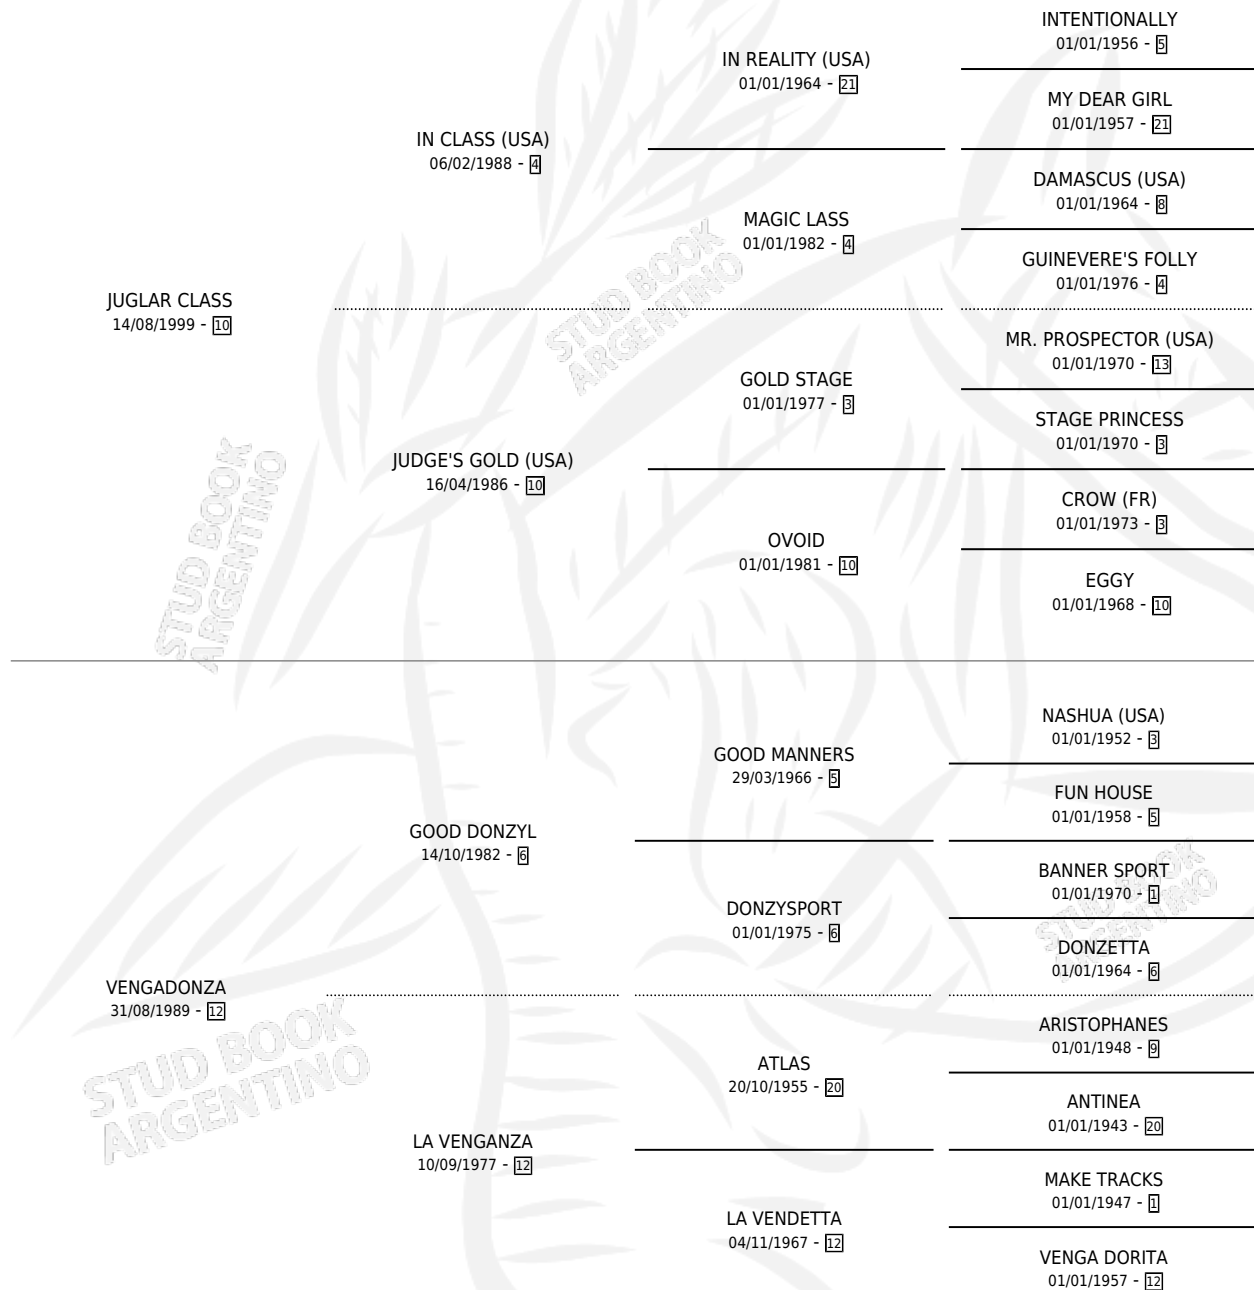 INTENTIONALLY
01/01/1956 - 5
IN REALITY (USA)
01/01/1964 - 21
MY DEAR GIRL
01/01/1957 - 21
IN CLASS (USA)
06/02/1988 - 4
DAMASCUS (USA)
01/01/1964 - 8
MAGIC LASS
01/01/1982 - 4
GUINEVERE'S FOLLY
01/01/1976 - 4
JUGLAR CLASS
14/08/1999 - 10
STUD BOOK
ARGENTINO
MR. PROSPECTOR (USA)
01/01/1970 - 13
GOLD STAGE
01/01/1977 - 3
STAGE PRINCESS
01/01/1970 - 3
JUDGE'S GOLD (USA)
16/04/1986 - 10
CROW (FR)
01/01/1973 - 3
OVOID
01/01/1981 - 10
EGGY
01/01/1968 - 10
STUD BOOK
ARGENTINO
NASHUA (USA)
01/01/1952 - 3
GOOD MANNERS
29/03/1966 - 5
FUN HOUSE
01/01/1958 - 5
GOOD DONZYL
14/10/1982 - 6
BANNER SPORT
01/01/1970 - 1
DONZYSPORT
01/01/1975 - 6
STUD BOOK
ARGENTINO
DONZETTA
01/01/1964 - 6
VENGADONZA
31/08/1989 - 12
ARISTOPHANES
01/01/1948 - 9
ATLAS
20/10/1955 - 20
ANTINEA
01/01/1943 - 20
STUD BOOK
ARGENTINO
LA VENGANZA
10/09/1977 - 12
MAKE TRACKS
01/01/1947 - 1
LA VENDETTA
04/11/1967 - 12
VENGA DORITA
01/01/1957 - 12